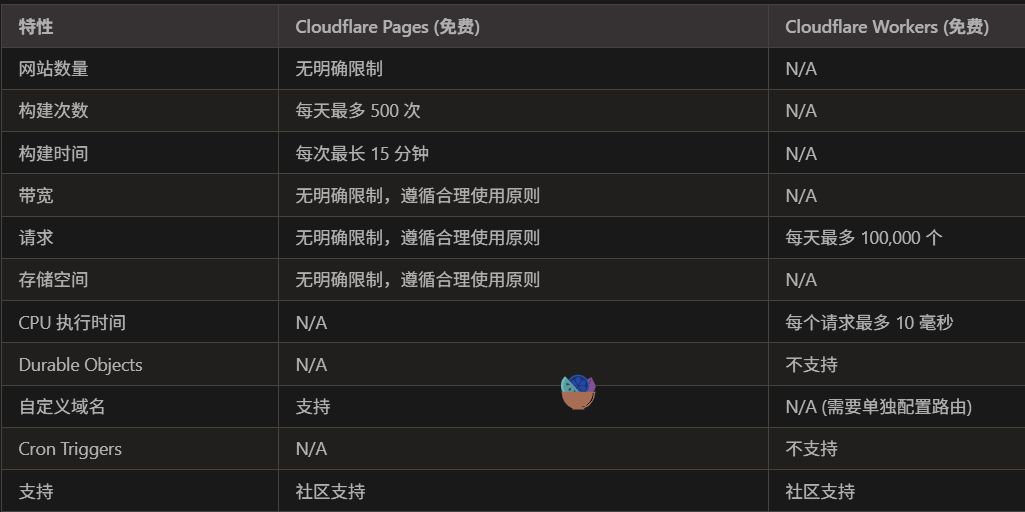 特性 Cloudflare Pages (免费) Cloudflare Workers (免费)
网站数量 无明确限制 N/A
构建次数 每天最多 500 次 N/A
构建时间 每次最长 15 分钟 N/A
带宽 无明确限制，遵循合理使用原则 N/A
请求 无明确限制，遵循合理使用原则 每天最多 100,000 个
存储空间 无明确限制，遵循合理使用原则 N/A
CPU 执行时间 N/A 每个请求最多 10 毫秒
Durable Objects N/A 不支持
自定义域名 支持 N/A (需要单独配置路由)
Cron Triggers N/A 不支持
支持 社区支持 社区支持